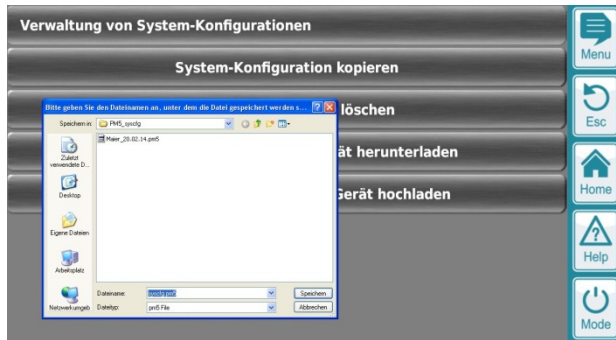 Verwaltung von System-Konfigurationen
System-Konfiguration kopieren
löschen
ät herunterladen
Gerät hochladen
Bitte geben Sie den Dateinamen an, unter dem die Datei gespeichert werden s...
Speichern in:
PM5_syscfg
Maier_20.02.14.pm5
Zuletzt
verwendete D...
Desktop
Eigene Dateien
Arbeitsplatz
Netzwerkumgeb
Dateiname:
syscfg.pm5
Speichern
Dateityp:
pm5 File
Abbrechen
Menu
Esc
Home
Help
Mode